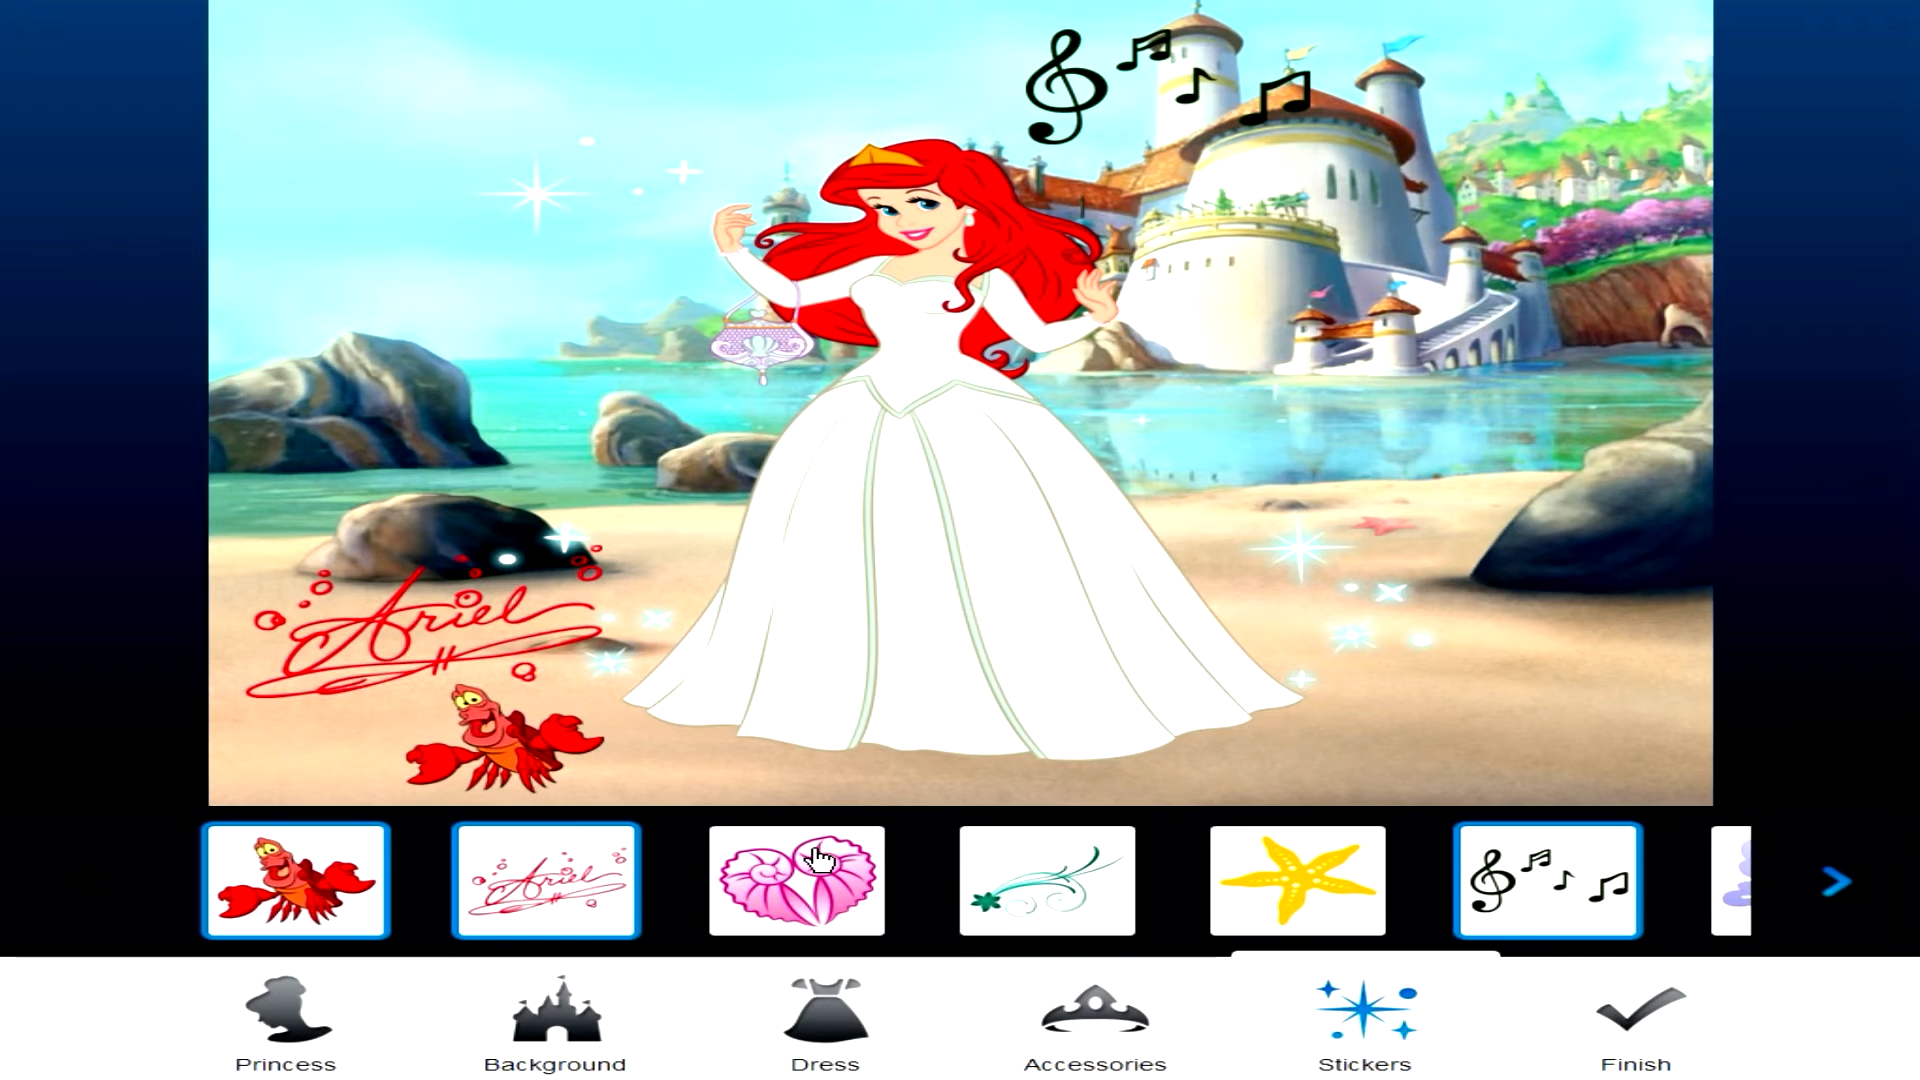 Ariel
Ariel
Princess
Background
Dress
Accessories
Stickers
Finish